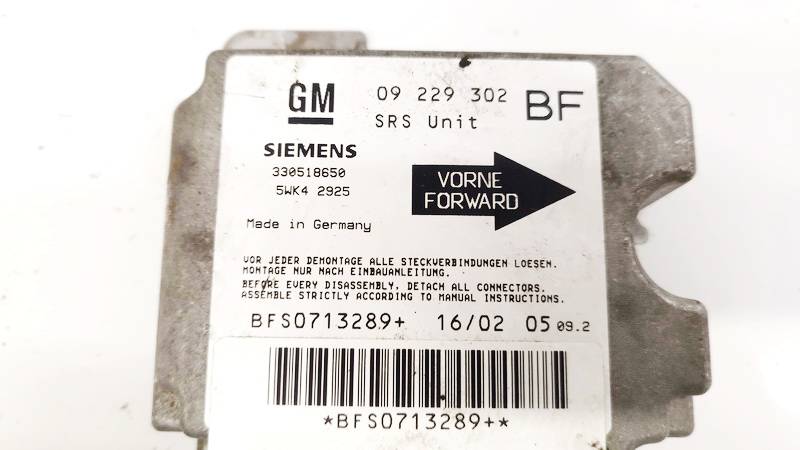 GM 09 229 302 BF
SRS Unit
SIEMENS
330518650
5WK4 2925
VORNE
FORWARD
Made in Germany
VOR JEDER DEMONTAGE ALLE STECKVERBINDUNGEN LOESEN.
MONTAGE NUR NACH EINBAUANLEITUNG.
BEFORE EVERY DISASSEMBLY, DETACH ALL CONNECTORS.
ASSEMBLE STRICTLY ACCORDING TO MANUAL INSTRUCTIONS.
BFS0713289+ 16/02 05 09.2
*BFS0713289+*